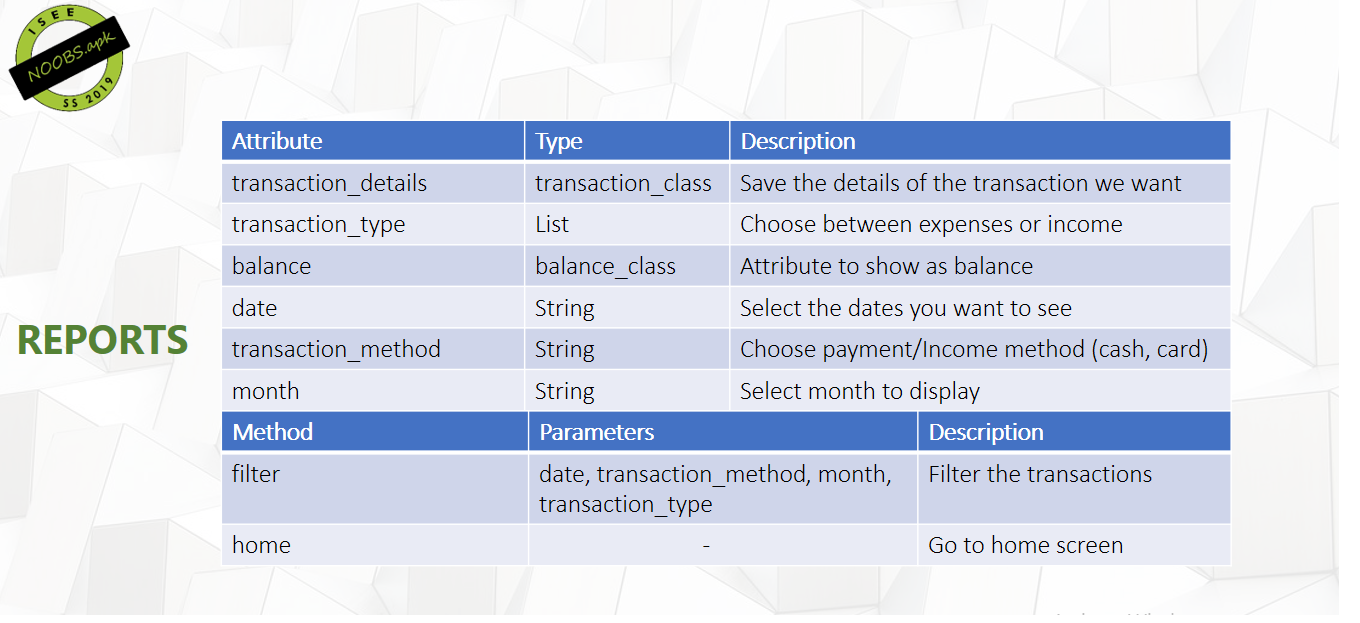 ISEE
NOOBS.apk
SS 2019
REPORTS
Attribute Type Description
transaction_details transaction_class Save the details of the transaction we want
transaction_type List Choose between expenses or income
balance balance_class Attribute to show as balance
date String Select the dates you want to see
transaction_method String Choose payment/Income method (cash, card)
month String Select month to display
Method Parameters Description
filter date, transaction_method, month, Filter the transactions
transaction_type
home - Go to home screen